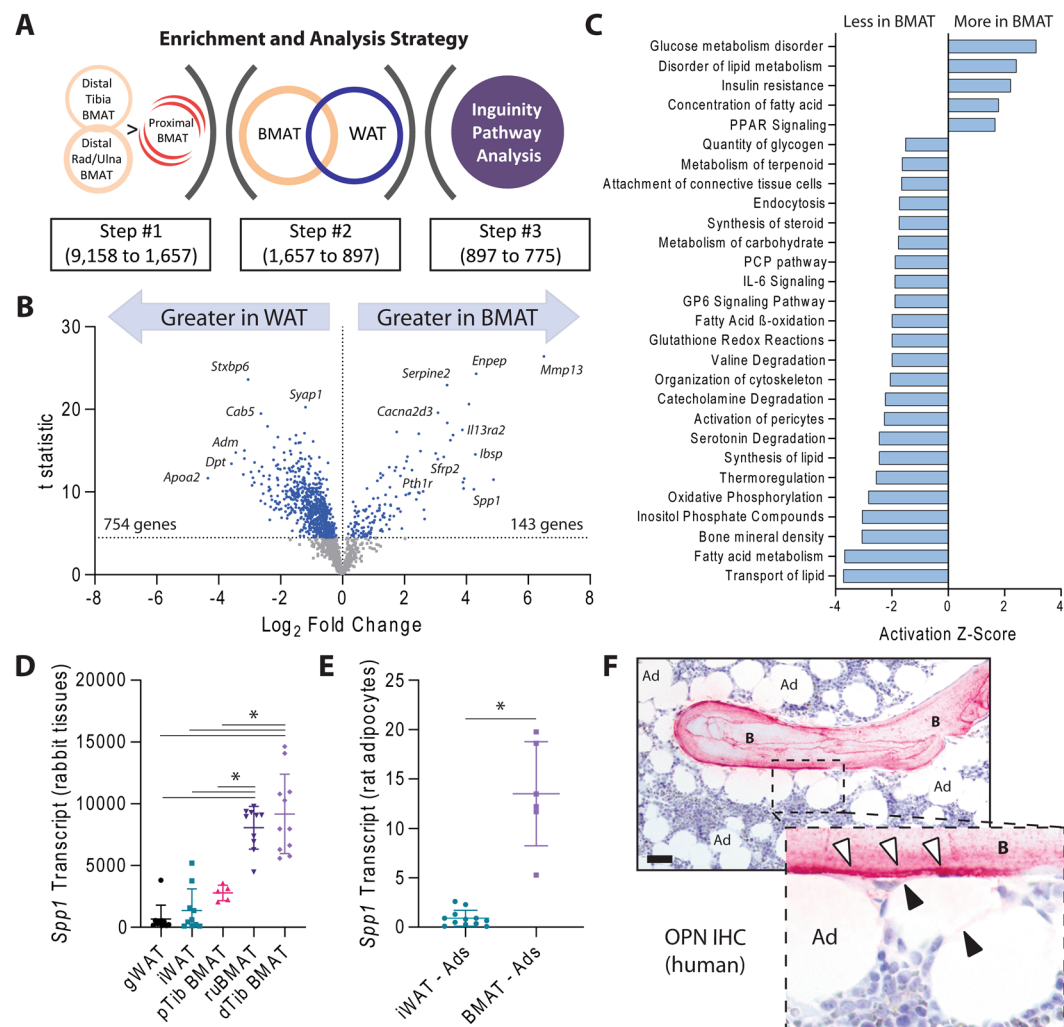 A
Enrichment and Analysis Strategy
Distal
Tibia
BMAT
Distal
Rad/Ulna
BMAT
>
Proximal
BMAT
BMAT
WAT
Inguinity
Pathway
Analysis
Step #1
(9,158 to 1,657)
Step #2
(1,657 to 897)
Step #3
(897 to 775)
B
Greater in WAT
Greater in BMAT
t statistic
30
20
10
0
Stxbp6
Syap1
Cab5
Adm
Dpt
Apoa2
Enpep
Mmp13
Serpine2
Cacna2d3
Il13ra2
Ibsp
Sfrp2
Pth1r
Spp1
754 genes
143 genes
-8 -6 -4 -2 0 2 4 6 8
Log2 Fold Change
C
Less in BMAT
More in BMAT
Glucose metabolism disorder
Disorder of lipid metabolism
Insulin resistance
Concentration of fatty acid
PPAR Signaling
Quantity of glycogen
Metabolism of terpenoid
Attachment of connective tissue cells
Endocytosis
Synthesis of steroid
Metabolism of carbohydrate
PCP pathway
IL-6 Signaling
GP6 Signaling Pathway
Fatty Acid ß-oxidation
Glutathione Redox Reactions
Valine Degradation
Organization of cytoskeleton
Catecholamine Degradation
Activation of pericytes
Serotonin Degradation
Synthesis of lipid
Thermoregulation
Oxidative Phosphorylation
Inositol Phosphate Compounds
Bone mineral density
Fatty acid metabolism
Transport of lipid
-4 -2 0 2 4
Activation Z-Score
D
Spp1 Transcript (rabbit tissues)
20000
15000
10000
5000
0
*
*
gWAT
iWAT
pTib BMAT
ruBMAT
dTib BMAT
E
Spp1 Transcript (rat adipocytes)
25
20
15
10
5
0
*
iWAT - Ads
BMAT - Ads
F
Ad
Ad
B
B
Ad
B
Ad
OPN IHC
(human)